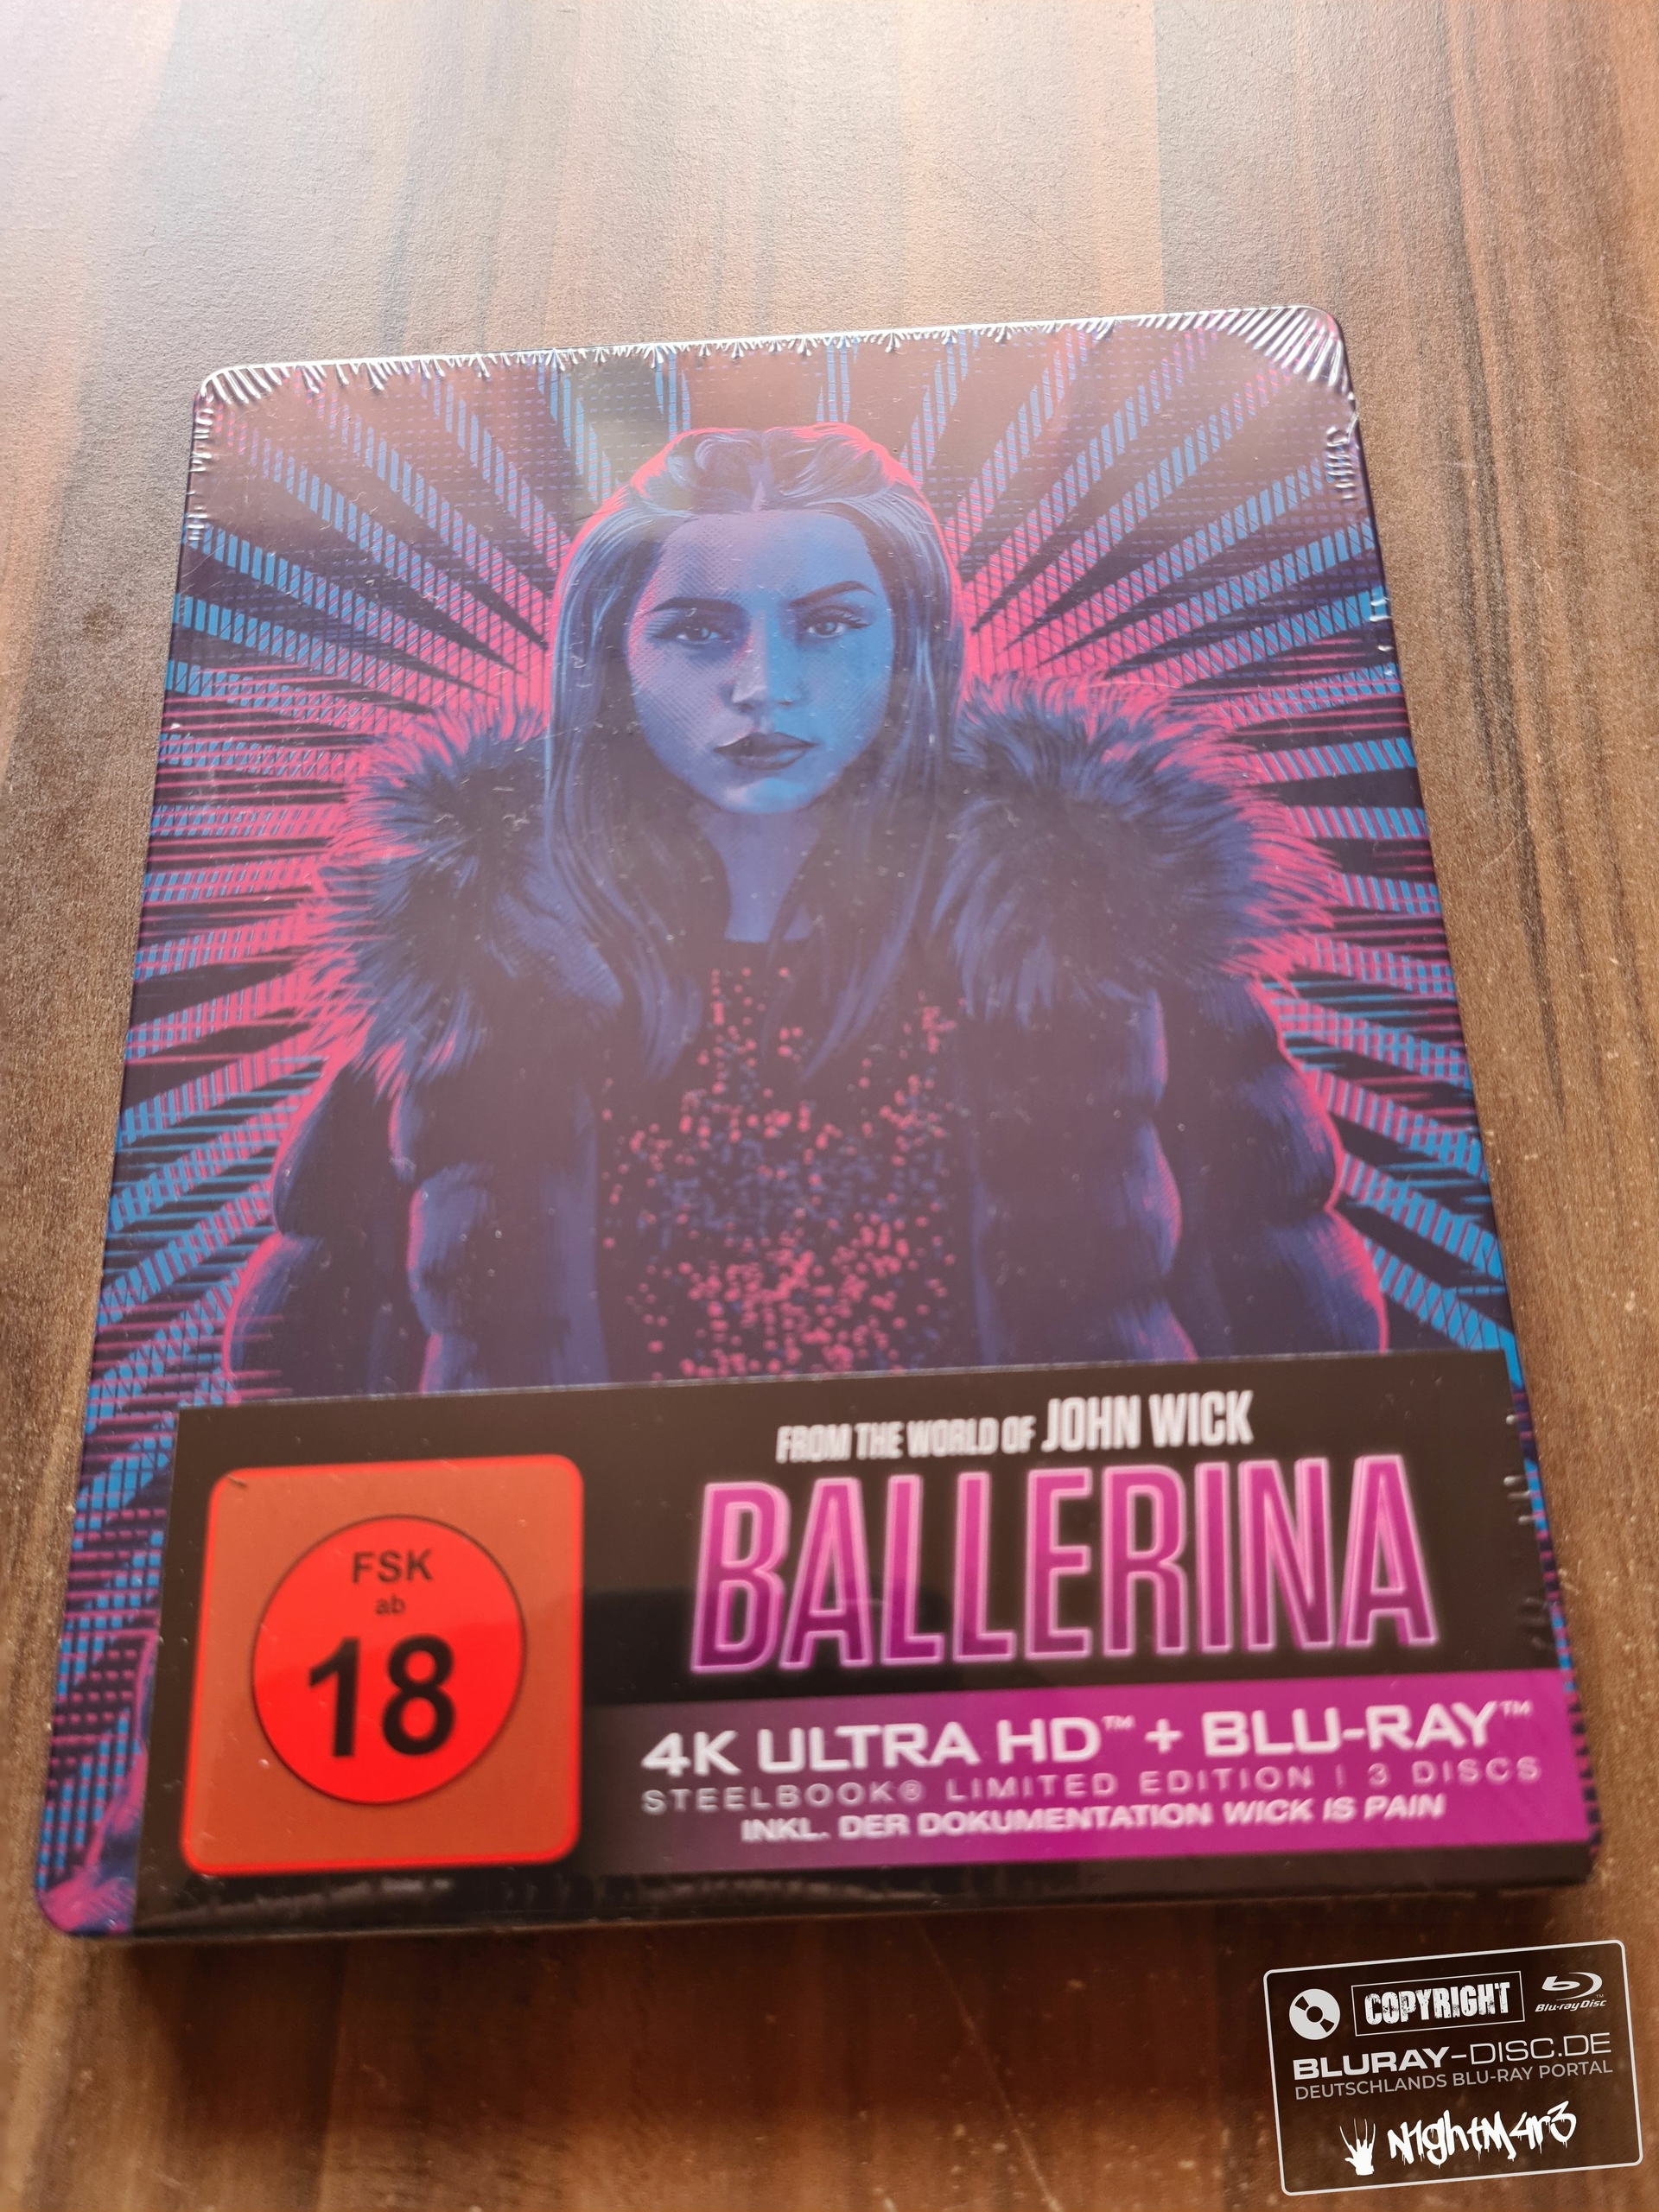 FROM THE WORLD OF JOHN WICK
BALLERINA
FSK
ab
18
4K ULTRA HD™ + BLU-RAY™
STEELBOOK® LIMITED EDITION | 3 DISCS
INKL. DER DOKUMENTATION WICK IS PAIN
COPYRIGHT
Blu-ray Disc™
BLURAY-DISC.DE
DEUTSCHLANDS BLU-RAY PORTAL
N1ghtM4r3